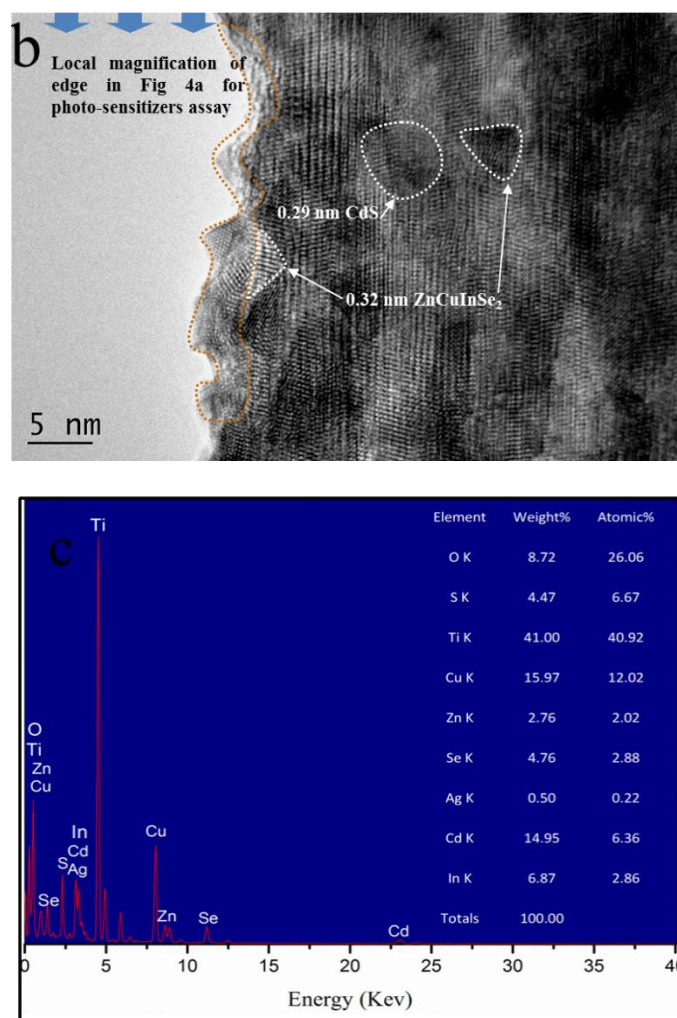 b
Local magnification of
edge in Fig 4a for
photo-sensitizers assay
0.29 nm CdS
0.32 nm ZnCuInSe₂
5 nm
c
Element Weight% Atomic%
O K 8.72 26.06
S K 4.47 6.67
Ti K 41.00 40.92
Cu K 15.97 12.02
Zn K 2.76 2.02
Se K 4.76 2.88
Ag K 0.50 0.22
Cd K 14.95 6.36
In K 6.87 2.86
Totals 100.00
Ti
O
Ti
Zn
Cu
Se
S
In
Cd
Ag
Cu
Zn
Se
Cd
0 5 10 15 20 25 30 35 40
Energy (Kev)